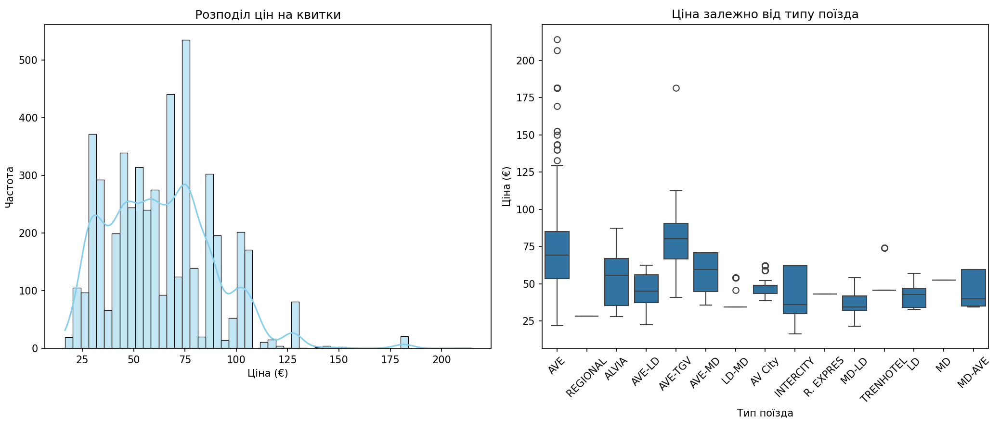 Розподіл цін на квитки
Частота
500
400
300
200
100
0
25 50 75 100 125 150 175 200
Ціна (€)
Ціна залежно від типу поїзда
Ціна (€)
200
175
150
125
100
75
50
25
AVE REGIONAL ALVIA AVE-LD AVE-TGV AVE-MD LD-MD AV City INTERCITY R. EXPRES MD-LD TRENHOTEL LD MD MD-AVE
Тип поїзда